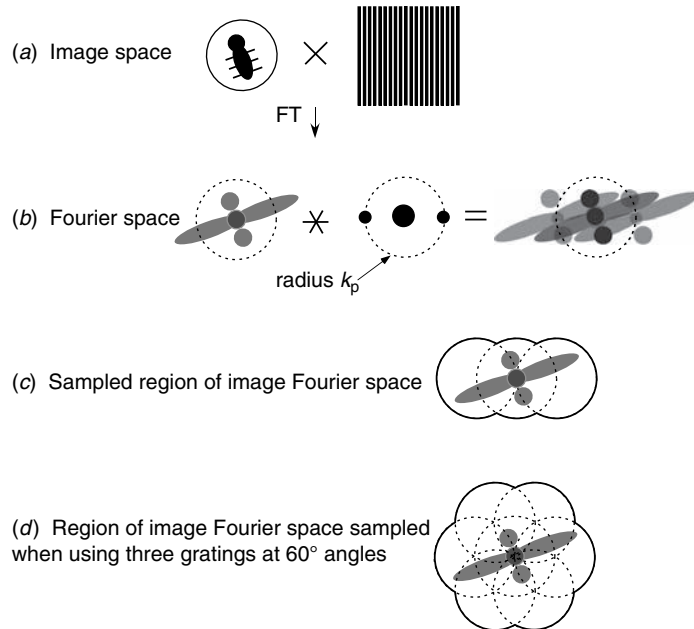 (a) Image space
FT
(b) Fourier space
radius kp
(c) Sampled region of image Fourier space
(d) Region of image Fourier space sampled
when using three gratings at 60° angles